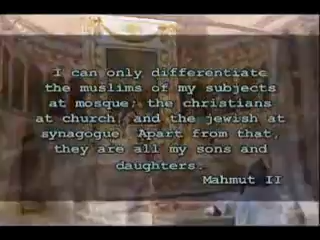 I can only differentiate
the muslims of my subjects
at mosque; the christians
at church, and the jewish at
synagogue. Apart from that,
they are all my sons and
daughters.
Mahmut II